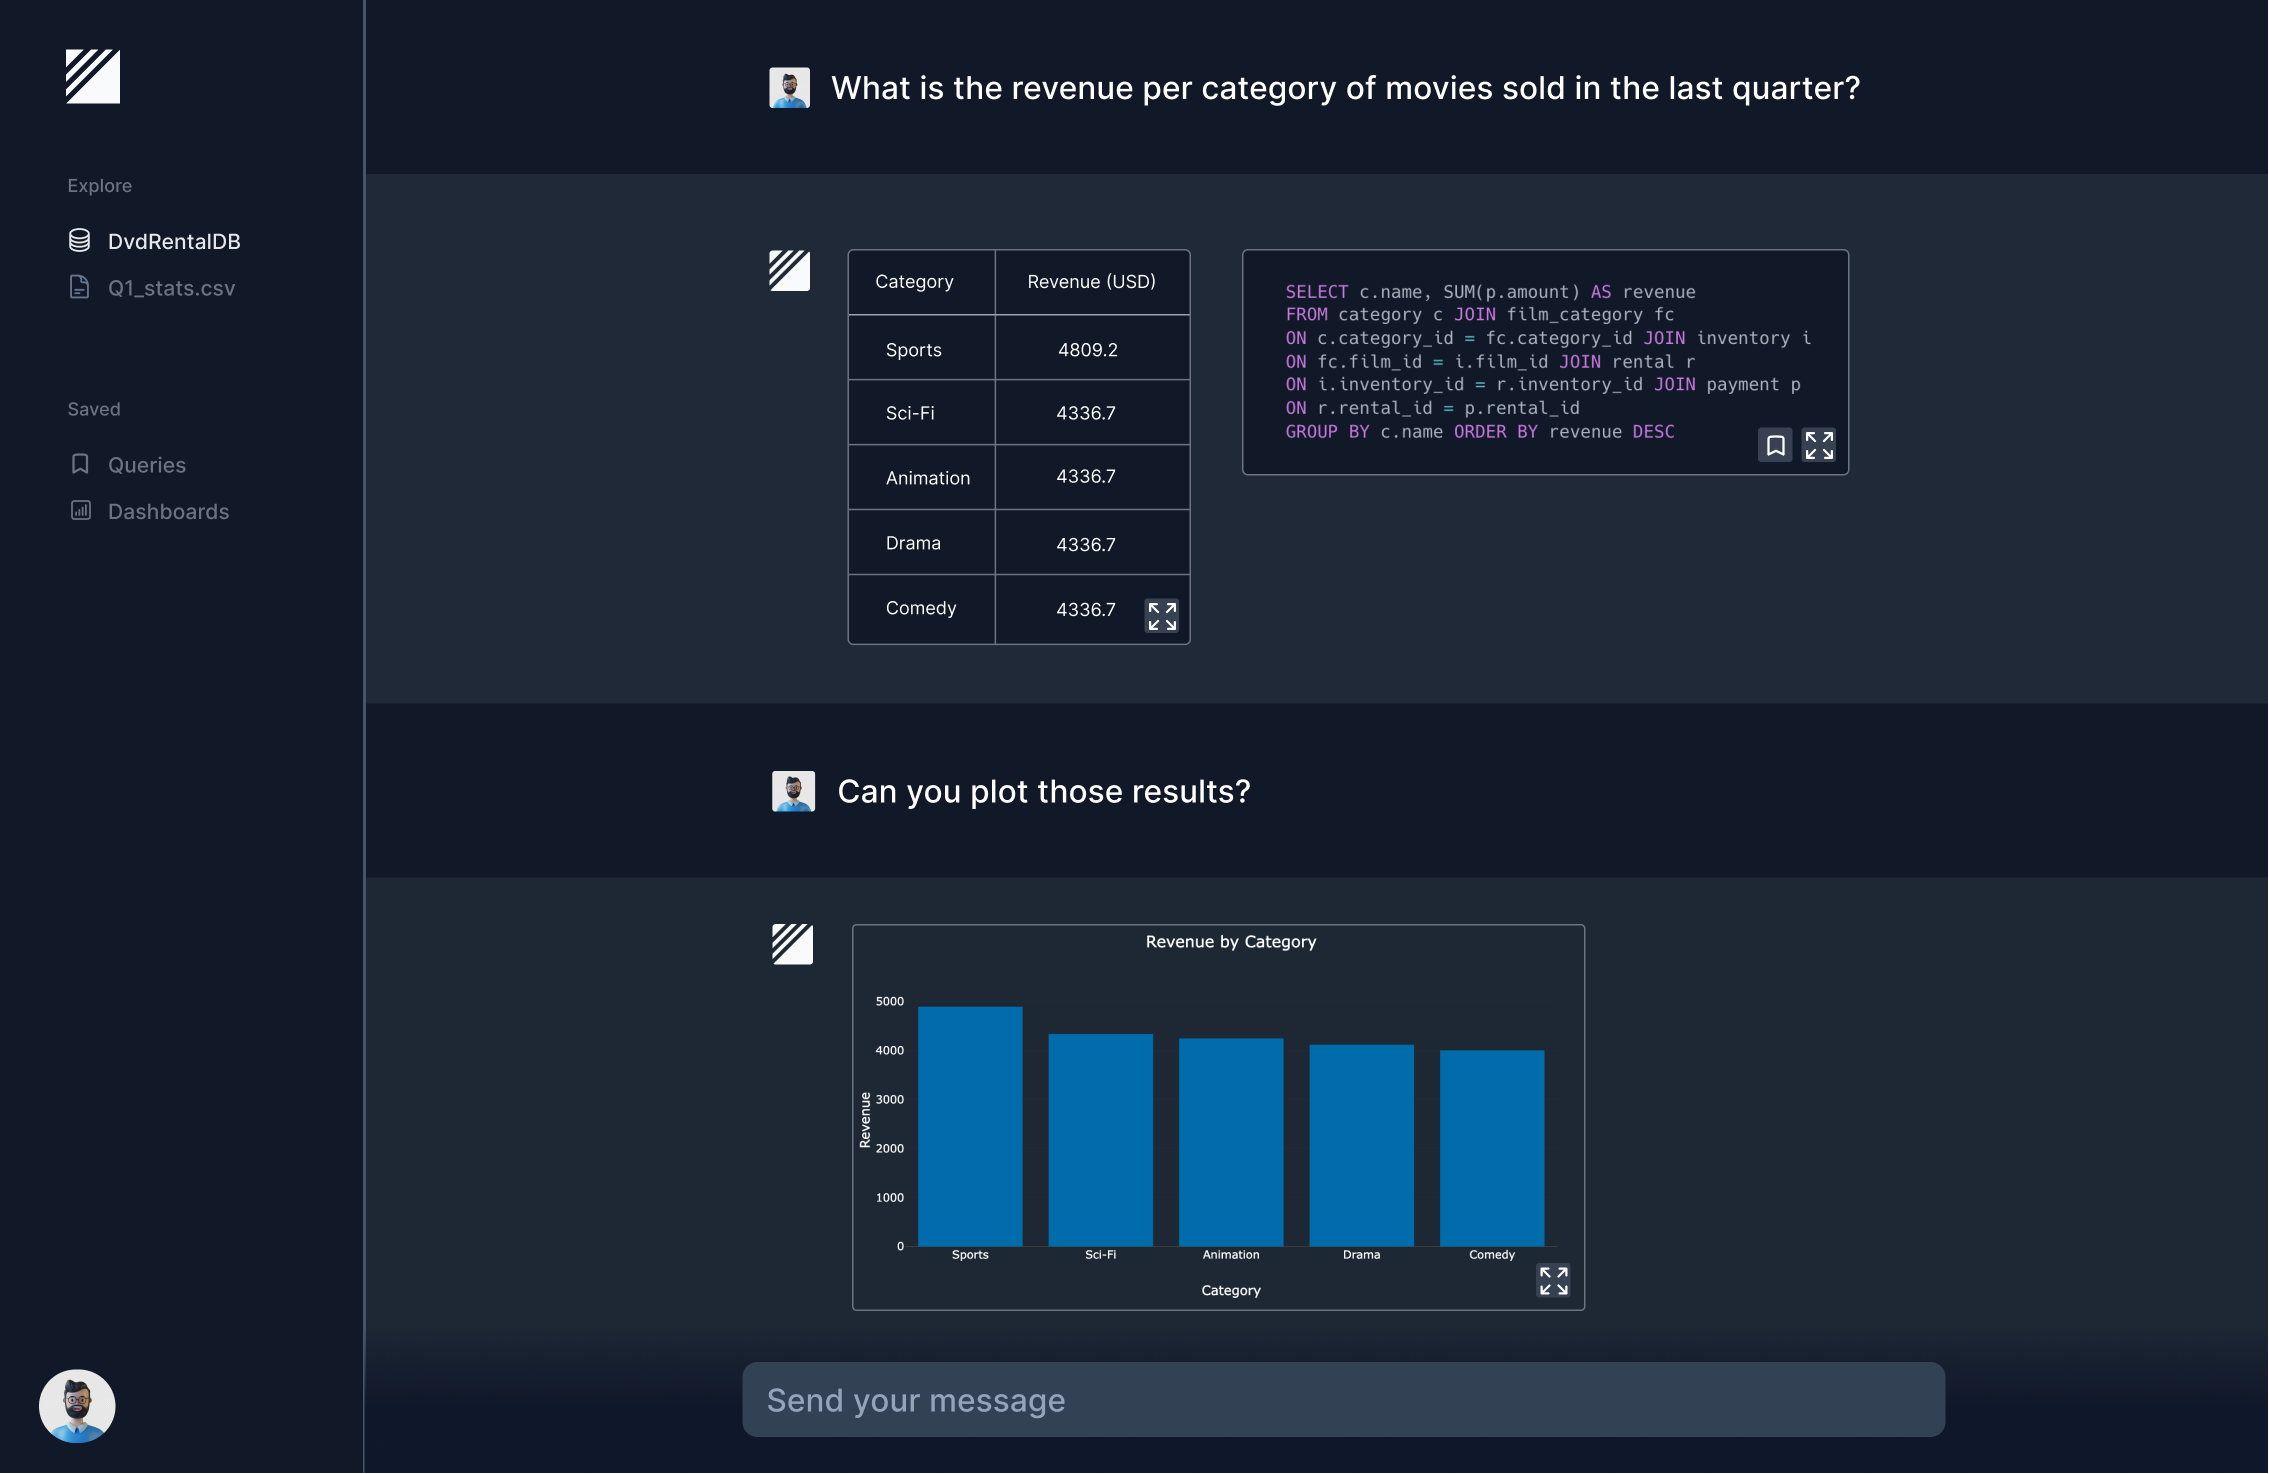 Explore
DvdRentalDB
Q1_stats.csv
Saved
Queries
Dashboards
What is the revenue per category of movies sold in the last quarter?
Category Revenue (USD)
Sports 4809.2
Sci-Fi 4336.7
Animation 4336.7
Drama 4336.7
Comedy 4336.7
SELECT c.name, SUM(p.amount) AS revenue
FROM category c JOIN film_category fc
ON c.category_id = fc.category_id JOIN inventory i
ON fc.film_id = i.film_id JOIN rental r
ON i.inventory_id = r.inventory_id JOIN payment p
ON r.rental_id = p.rental_id
GROUP BY c.name ORDER BY revenue DESC
Can you plot those results?
Revenue by Category
5000
4000
3000
2000
1000
0
Revenue
Sports Sci-Fi Animation Drama Comedy
Category
Send your message